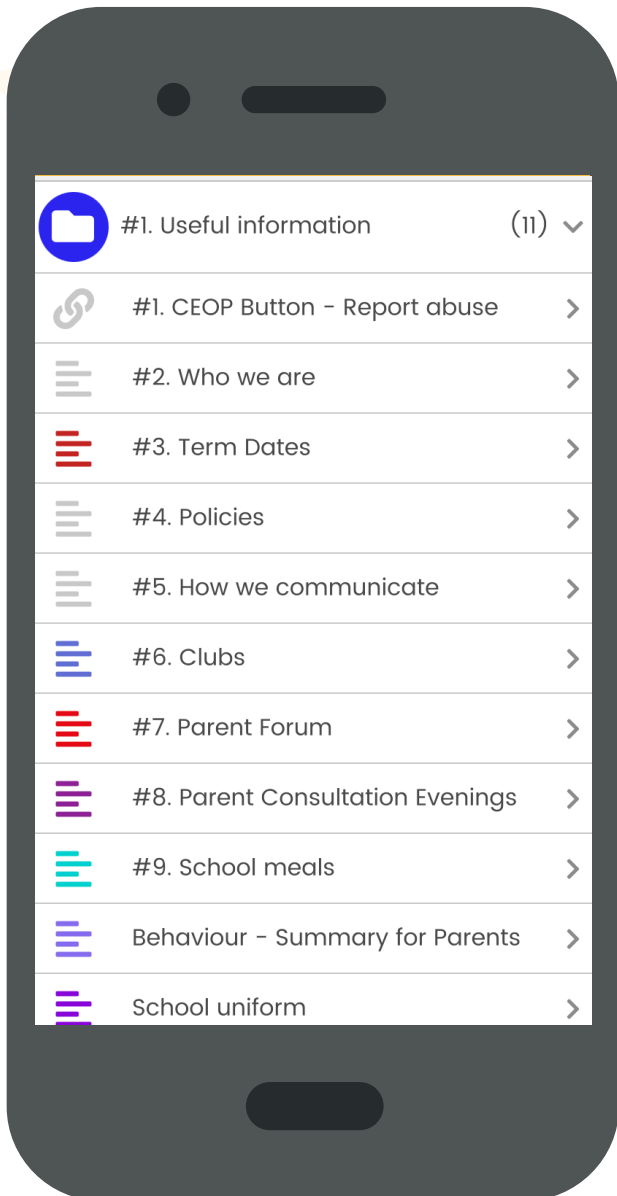 #1. Useful information (11)
#1. CEOP Button - Report abuse
#2. Who we are
#3. Term Dates
#4. Policies
#5. How we communicate
#6. Clubs
#7. Parent Forum
#8. Parent Consultation Evenings
#9. School meals
Behaviour - Summary for Parents
School uniform